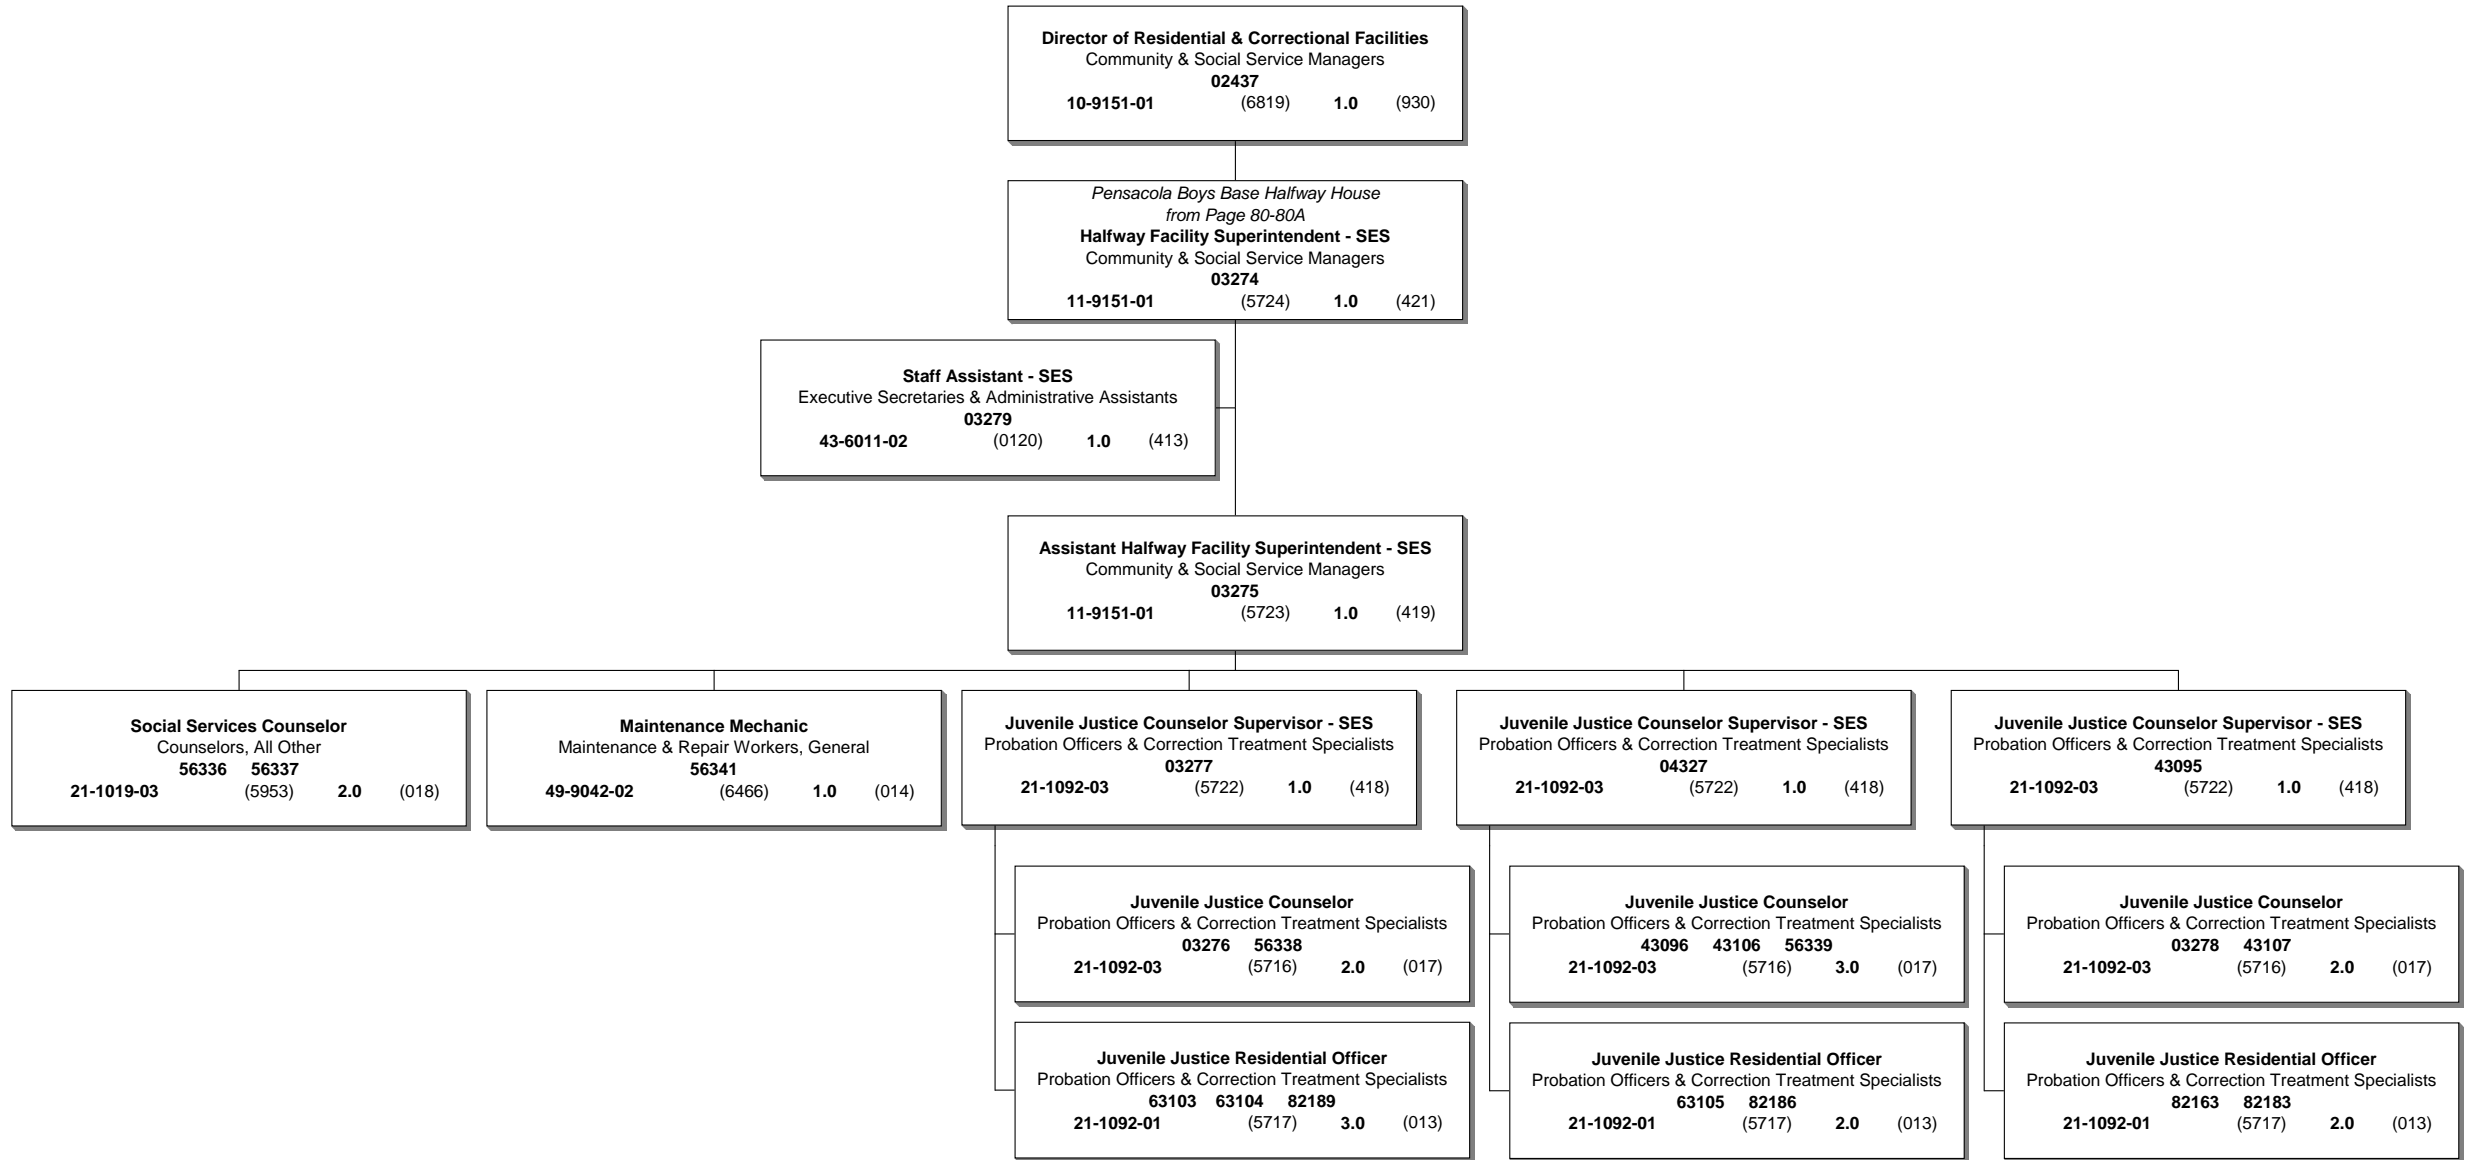 Director of Residential & Correctional Facilities
Community & Social Service Managers
02437
10-9151-01 (6819) 1.0 (930)
Pensacola Boys Base Halfway House
from Page 80-80A
Halfway Facility Superintendent - SES
Community & Social Service Managers
03274
11-9151-01 (5724) 1.0 (421)
Staff Assistant - SES
Executive Secretaries & Administrative Assistants
03279
43-6011-02 (0120) 1.0 (413)
Assistant Halfway Facility Superintendent - SES
Community & Social Service Managers
03275
11-9151-01 (5723) 1.0 (419)
Social Services Counselor
Counselors, All Other
56336 56337
21-1019-03 (5953) 2.0 (018)
Maintenance Mechanic
Maintenance & Repair Workers, General
56341
49-9042-02 (6466) 1.0 (014)
Juvenile Justice Counselor Supervisor - SES
Probation Officers & Correction Treatment Specialists
03277
21-1092-03 (5722) 1.0 (418)
Juvenile Justice Counselor Supervisor - SES
Probation Officers & Correction Treatment Specialists
04327
21-1092-03 (5722) 1.0 (418)
Juvenile Justice Counselor Supervisor - SES
Probation Officers & Correction Treatment Specialists
43095
21-1092-03 (5722) 1.0 (418)
Juvenile Justice Counselor
Probation Officers & Correction Treatment Specialists
03276 56338
21-1092-03 (5716) 2.0 (017)
Juvenile Justice Counselor
Probation Officers & Correction Treatment Specialists
43096 43106 56339
21-1092-03 (5716) 3.0 (017)
Juvenile Justice Counselor
Probation Officers & Correction Treatment Specialists
03278 43107
21-1092-03 (5716) 2.0 (017)
Juvenile Justice Residential Officer
Probation Officers & Correction Treatment Specialists
63103 63104 82189
21-1092-01 (5717) 3.0 (013)
Juvenile Justice Residential Officer
Probation Officers & Correction Treatment Specialists
63105 82186
21-1092-01 (5717) 2.0 (013)
Juvenile Justice Residential Officer
Probation Officers & Correction Treatment Specialists
82163 82183
21-1092-01 (5717) 2.0 (013)